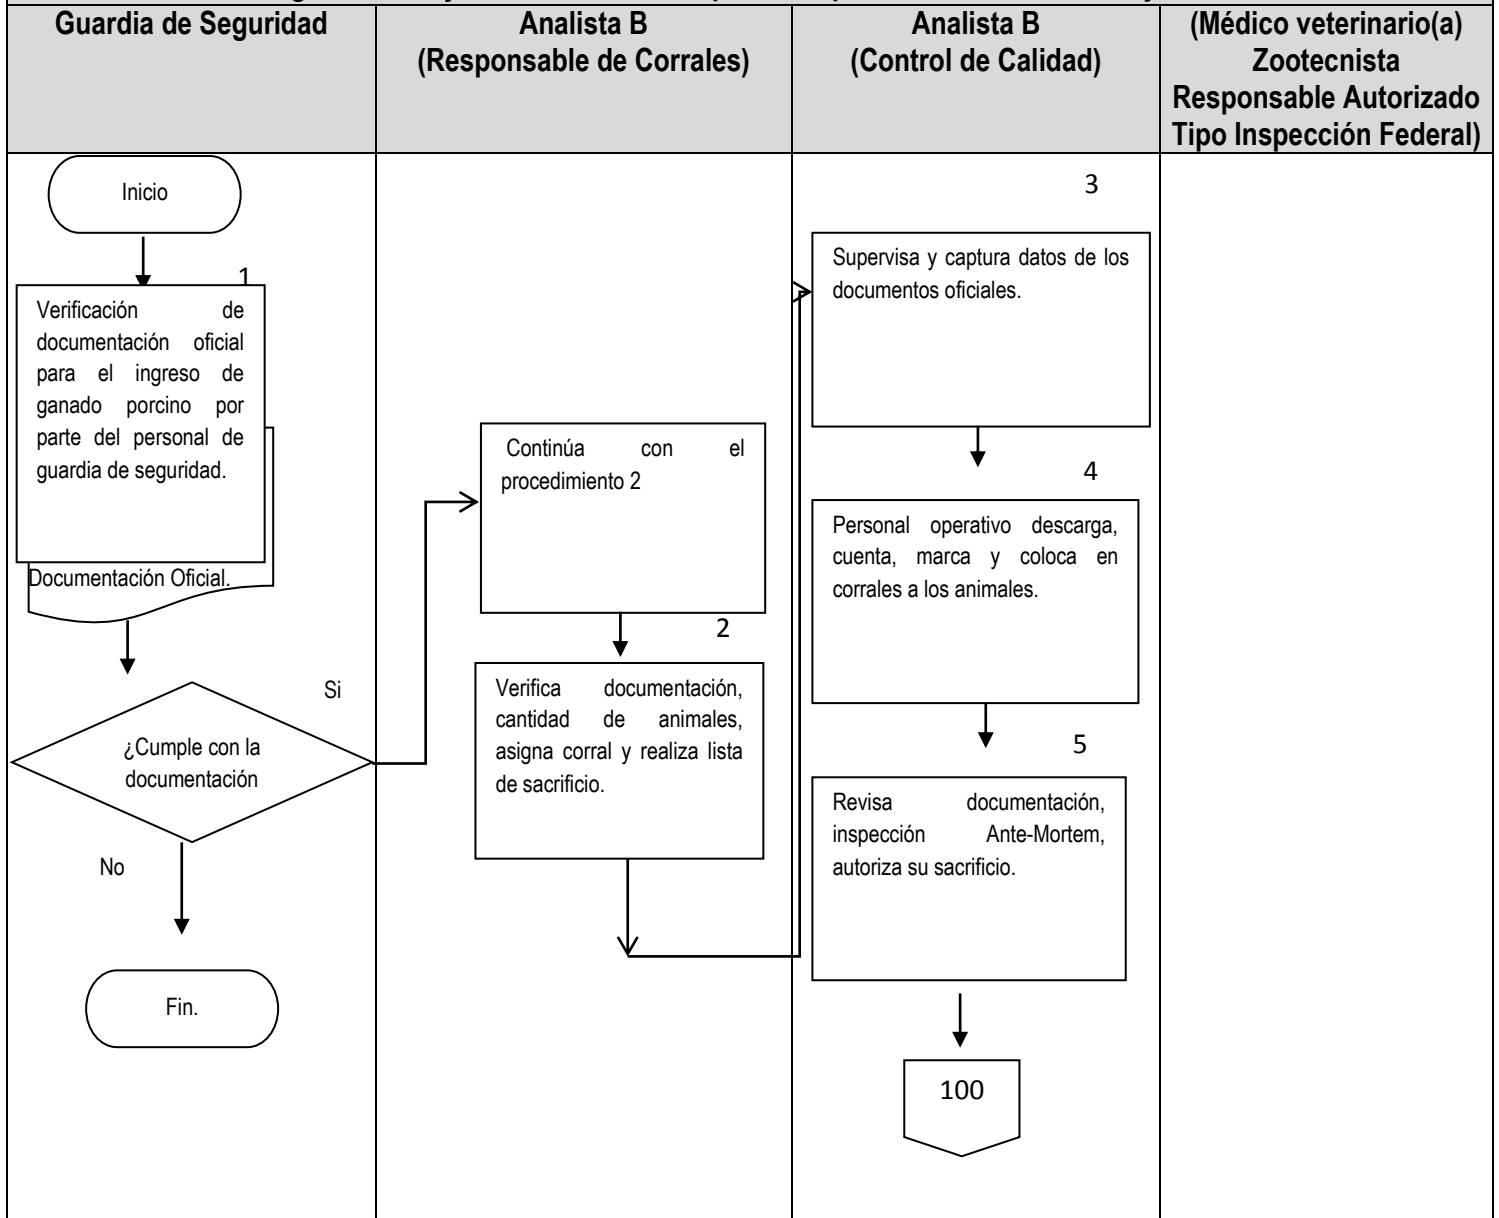 Guardia de Seguridad
Analista B
(Responsable de Corrales)
Analista B
(Control de Calidad)
(Médico veterinario(a)
Zootecnista
Responsable Autorizado
Tipo Inspección Federal)
Inicio
1
Verificación de
documentación oficial
para el ingreso de
ganado porcino por
parte del personal de
guardia de seguridad.
Documentación Oficial.
¿Cumple con la
documentación
Si
No
Fin.
Continúa con el
procedimiento 2
2
Verifica documentación,
cantidad de animales,
asigna corral y realiza lista
de sacrificio.
3
Supervisa y captura datos de los
documentos oficiales.
4
Personal operativo descarga,
cuenta, marca y coloca en
corrales a los animales.
5
Revisa documentación,
inspección Ante-Mortem,
autoriza su sacrificio.
100